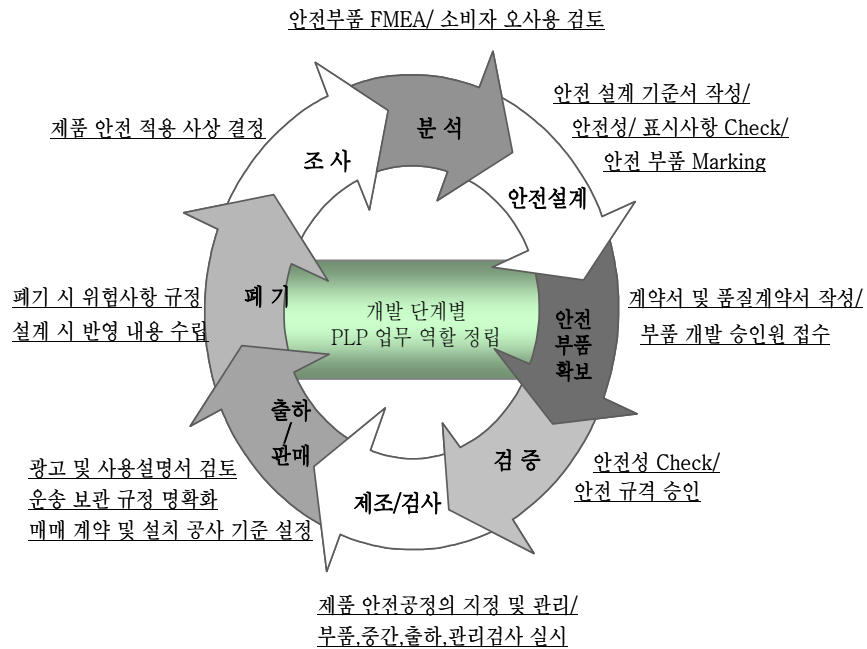 안전부품 FMEA/ 소비자 오사용 검토
제품 안전 적용 사상 결정
조 사
분 석
안전 설계 기준서 작성/
안전성/ 표시사항 Check/
안전 부품 Marking
안전설계
폐기 시 위험사항 규정
설계 시 반영 내용 수립
폐 기
개발 단계별
PLP 업무 역할 정립
안전
부품
확보
계약서 및 품질계약서 작성/
부품 개발 승인원 접수
출하
/
판매
광고 및 사용설명서 검토
운송 보관 규정 명확화
매매 계약 및 설치 공사 기준 설정
제조/검사
검 증
안전성 Check/
안전 규격 승인
제품 안전공정의 지정 및 관리/
부품,중간,출하,관리검사 실시